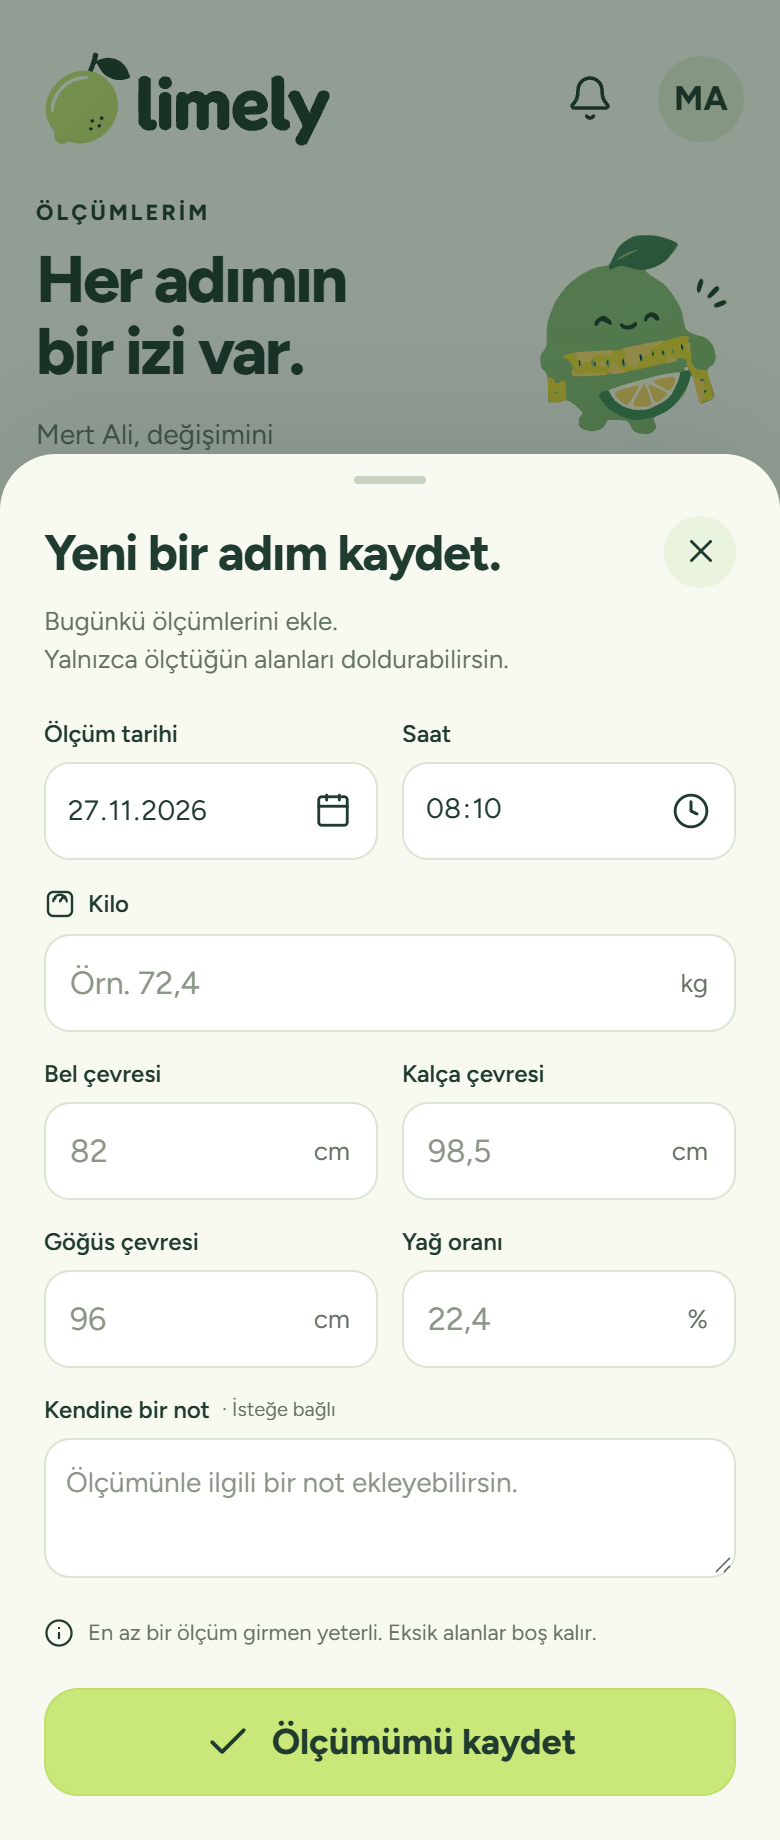 limely
MA
ÖLÇÜMLERİM
Her adımın
bir izi var.
Mert Ali, değişimini
Yeni bir adım kaydet.
Bugünkü ölçümlerini ekle.
Yalnızca ölçtüğün alanları doldurabilirsin.
Ölçüm tarihi
Saat
27.11.2026
08:10
Kilo
Örn. 72,4
kg
Bel çevresi
Kalça çevresi
82
cm
98,5
cm
Göğüs çevresi
Yağ oranı
96
cm
22,4
%
Kendine bir not · İsteğe bağlı
Ölçümünle ilgili bir not ekleyebilirsin.
En az bir ölçüm girmen yeterli. Eksik alanlar boş kalır.
Ölçümümü kaydet